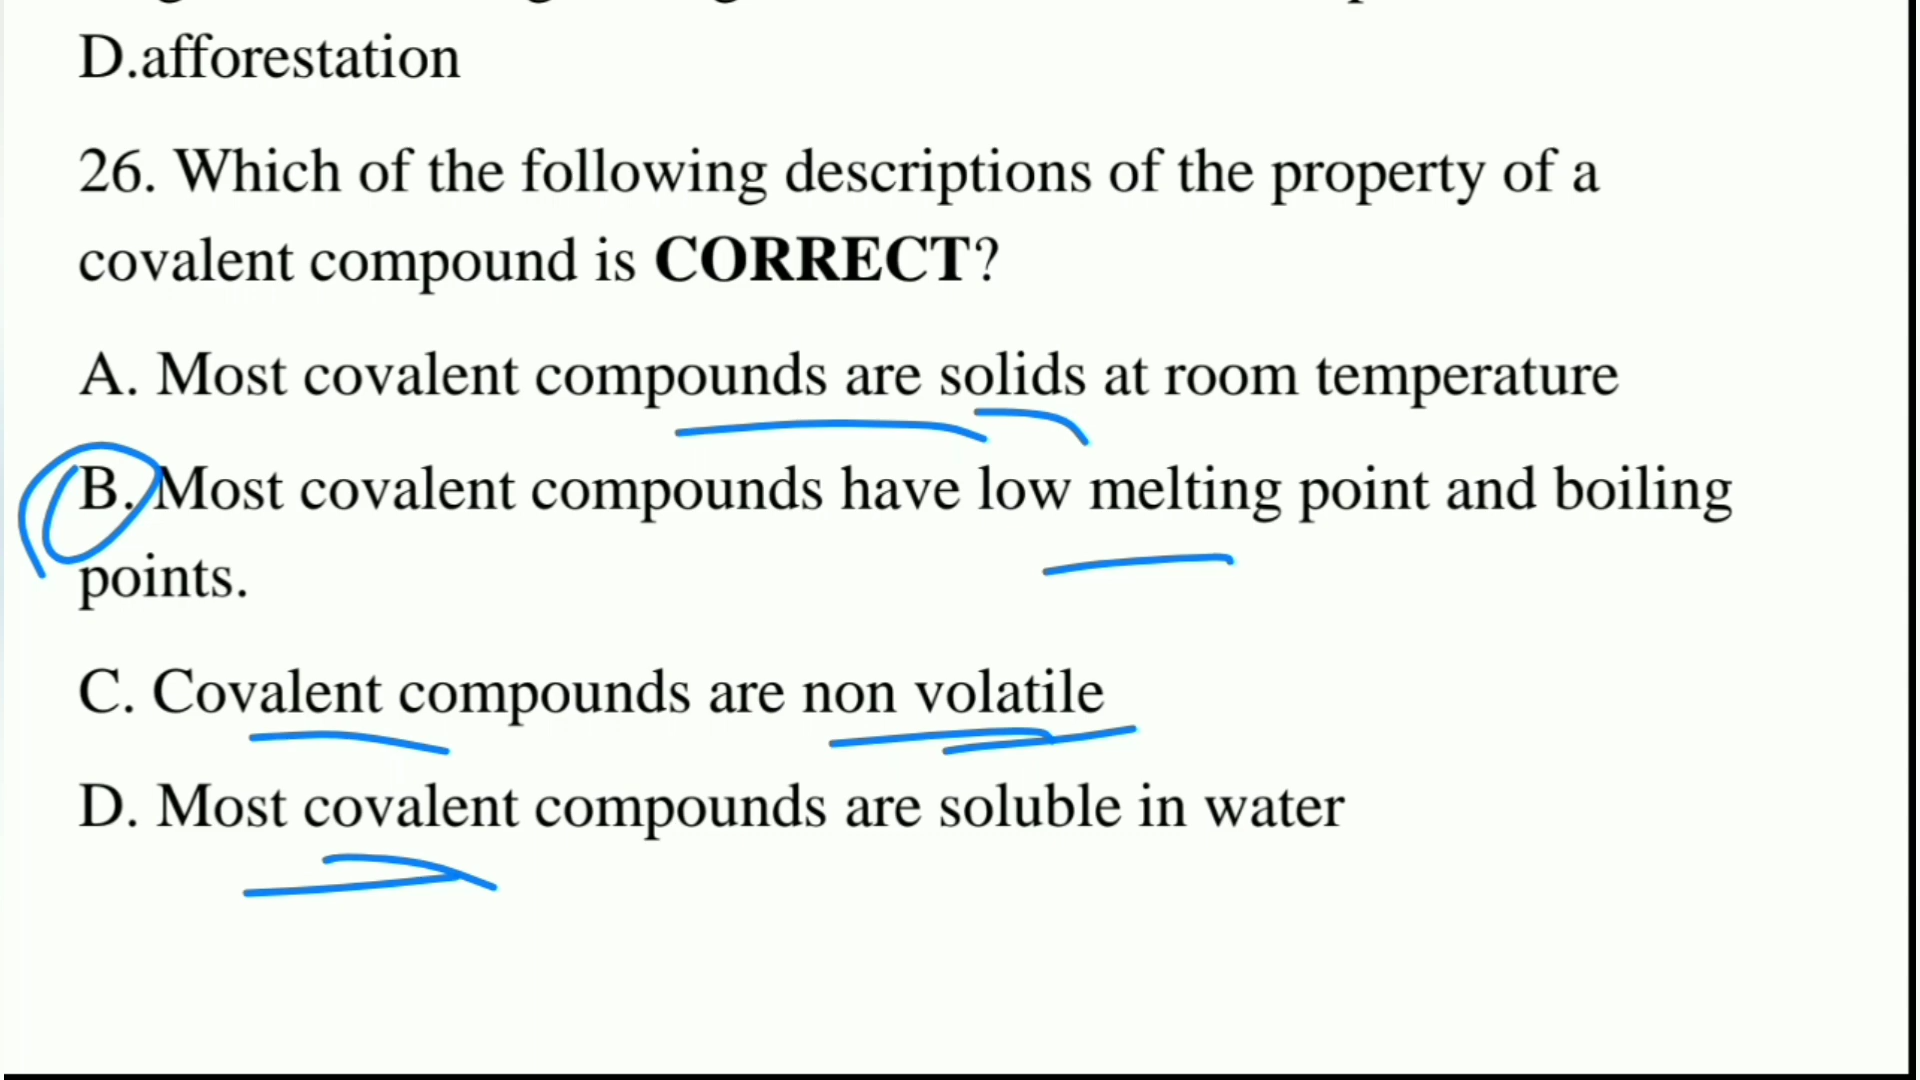 D.afforestation
26. Which of the following descriptions of the property of a
covalent compound is CORRECT?
A. Most covalent compounds are solids at room temperature
B. Most covalent compounds have low melting point and boiling
points.
C. Covalent compounds are non volatile
D. Most covalent compounds are soluble in water